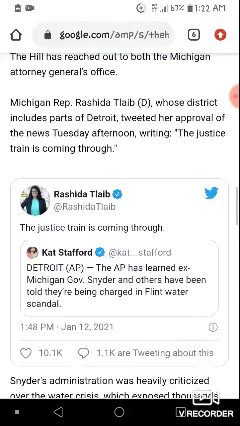 67% 1:22 AM
google.com/amp/s/theh
6
The Hill has reached out to both the Michigan
attorney general's office.
Michigan Rep. Rashida Tlaib (D), whose district
includes parts of Detroit, tweeted her approval of
the news Tuesday afternoon, writing: "The justice
train is coming through."
Rashida Tlaib
@RashidaTlaib
The justice train is coming through.
Kat Stafford @kat__stafford
DETROIT (AP) — The AP has learned ex-
Michigan Gov. Snyder and others have been
told they're being charged in Flint water
scandal.
1:48 PM · Jan 12, 2021
10.1K 1.1K are Tweeting about this
Snyder's administration was heavily criticized
over the water crisis, which exposed thousands
V RECORDER